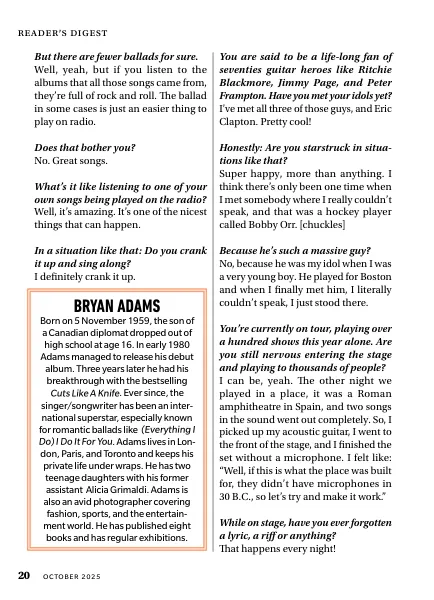 READER'S DIGEST
But there are fewer ballads for sure.
Well, yeah, but if you listen to the
albums that all those songs came from,
they're full of rock and roll. The ballad
in some cases is just an easier thing to
play on radio.
Does that bother you?
No. Great songs.
What's it like listening to one of your
own songs being played on the radio?
Well, it's amazing. It's one of the nicest
things that can happen.
In a situation like that: Do you crank
it up and sing along?
I definitely crank it up.
BRYAN ADAMS
Born on 5 November 1959, the son of
a Canadian diplomat dropped out of
high school at age 16. In early 1980
Adams managed to release his debut
album. Three years later he had his
breakthrough with the bestselling
Cuts Like A Knife. Ever since, the
singer/songwriter has been an inter-
national superstar, especially known
for romantic ballads like (Everything I
Do) I Do It For You. Adams lives in Lon-
don, Paris, and Toronto and keeps his
private life under wraps. He has two
teenage daughters with his former
assistant Alicia Grimaldi. Adams is
also an avid photographer covering
fashion, sports, and the entertain-
ment world. He has published eight
books and has regular exhibitions.
You are said to be a life-long fan of
seventies guitar heroes like Ritchie
Blackmore, Jimmy Page, and Peter
Frampton. Have you met your idols yet?
I've met all three of those guys, and Eric
Clapton. Pretty cool!
Honestly: Are you starstruck in situa-
tions like that?
Super happy, more than anything. I
think there's only been one time when
I met somebody where I really couldn't
speak, and that was a hockey player
called Bobby Orr. [chuckles]
Because he's such a massive guy?
No, because he was my idol when I was
a very young boy. He played for Boston
and when I finally met him, I literally
couldn't speak, I just stood there.
You're currently on tour, playing over
a hundred shows this year alone. Are
you still nervous entering the stage
and playing to thousands of people?
I can be, yeah. The other night we
played in a place, it was a Roman
amphitheatre in Spain, and two songs
in the sound went out completely. So, I
picked up my acoustic guitar, I went to
the front of the stage, and I finished the
set without a microphone. I felt like:
“Well, if this is what the place was built
for, they didn't have microphones in
30 B.C., so let's try and make it work.”
While on stage, have you ever forgotten
a lyric, a riff or anything?
That happens every night!
20 OCTOBER 2025